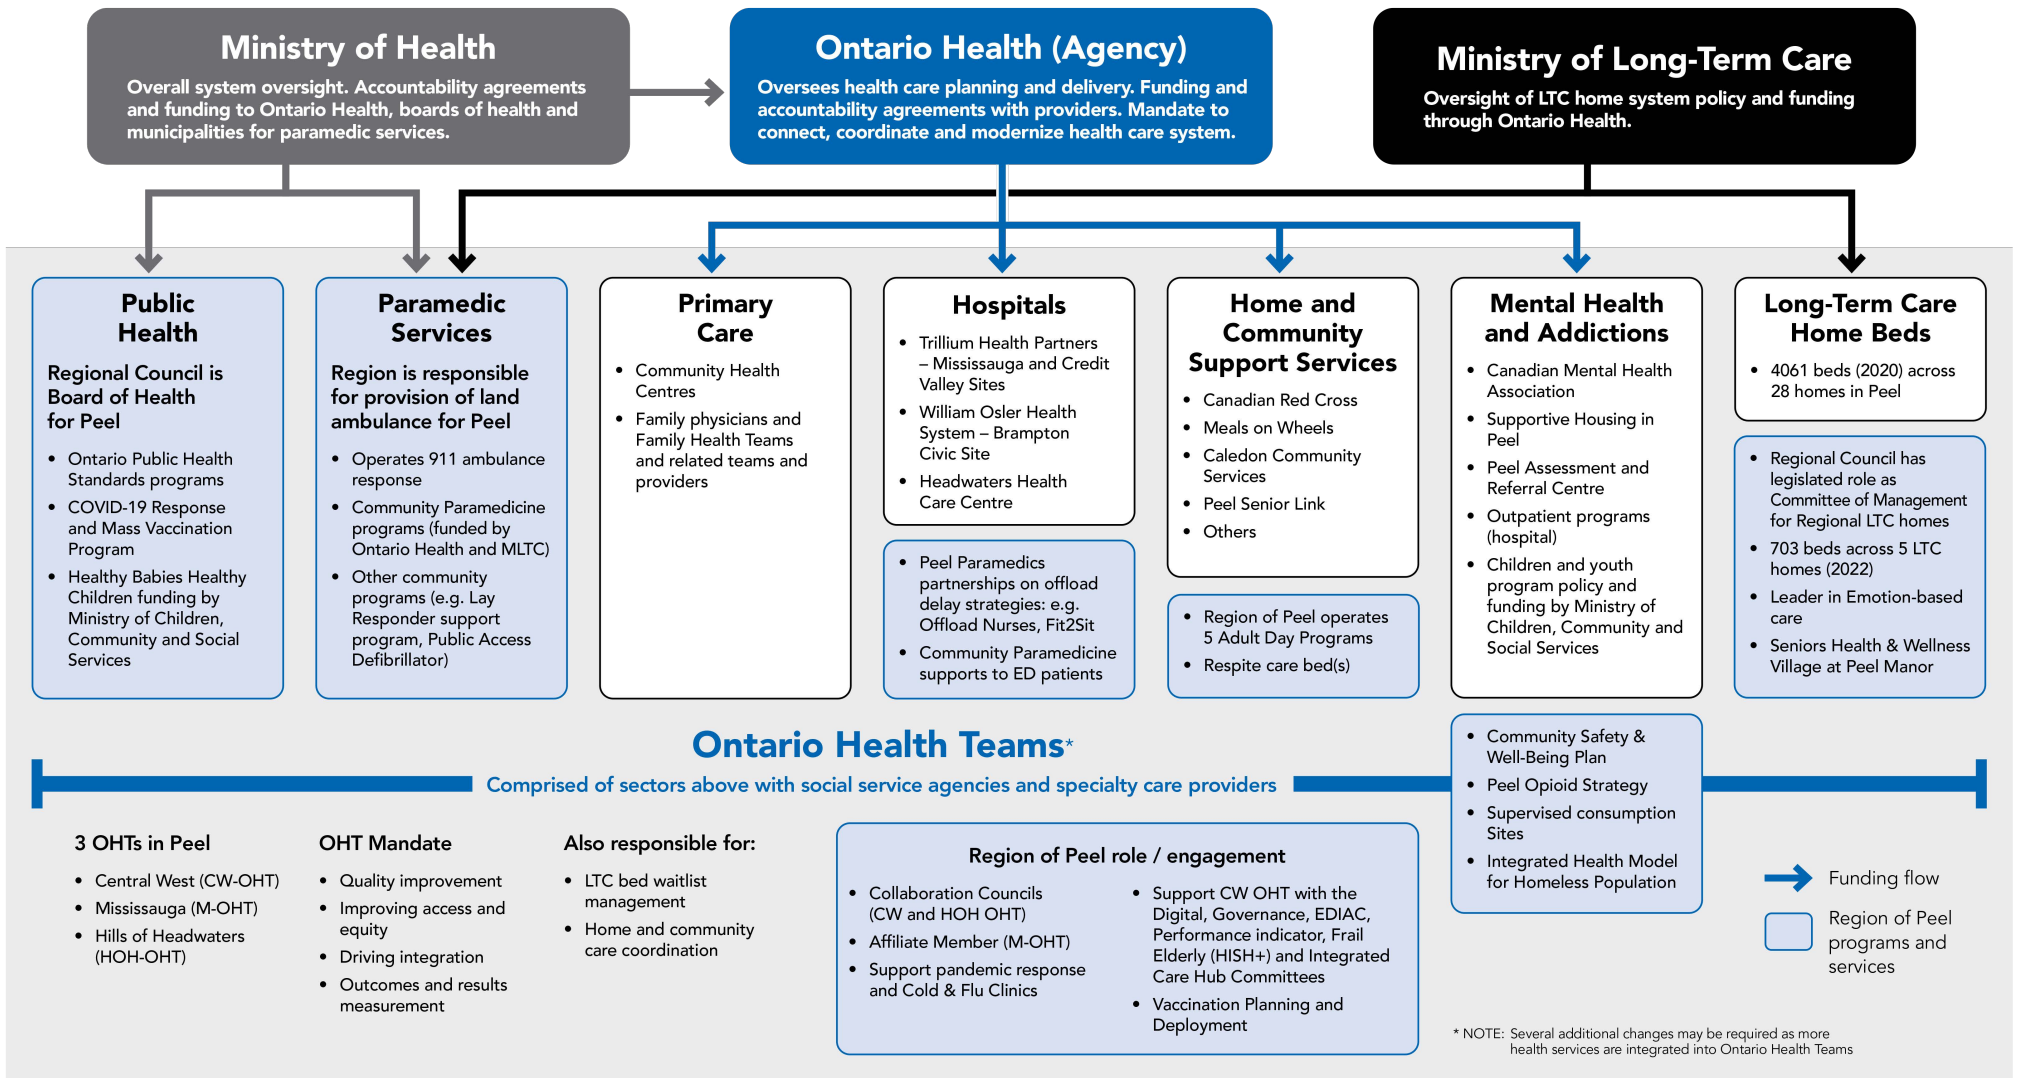 Ministry of Health
Overall system oversight. Accountability agreements
and funding to Ontario Health, boards of health and
municipalities for paramedic services.
Ontario Health (Agency)
Oversees health care planning and delivery. Funding and
accountability agreements with providers. Mandate to
connect, coordinate and modernize health care system.
Ministry of Long-Term Care
Oversight of LTC home system policy and funding
through Ontario Health.
Public
Health
Regional Council is
Board of Health
for Peel
• Ontario Public Health
Standards programs
• COVID-19 Response
and Mass Vaccination
Program
• Healthy Babies Healthy
Children funding by
Ministry of Children,
Community and Social
Services
Paramedic
Services
Region is responsible
for provision of land
ambulance for Peel
• Operates 911 ambulance
response
• Community Paramedicine
programs (funded by
Ontario Health and MLTC)
• Other community
programs (e.g. Lay
Responder support
program, Public Access
Defibrillator)
Primary
Care
• Community Health
Centres
• Family physicians and
Family Health Teams
and related teams and
providers
Hospitals
• Trillium Health Partners
– Mississauga and Credit
Valley Sites
• William Osler Health
System – Brampton
Civic Site
• Headwaters Health
Care Centre
• Peel Paramedics
partnerships on offload
delay strategies: e.g.
Offload Nurses, Fit2Sit
• Community Paramedicine
supports to ED patients
Home and
Community
Support Services
• Canadian Red Cross
• Meals on Wheels
• Caledon Community
Services
• Peel Senior Link
• Others
• Region of Peel operates
5 Adult Day Programs
• Respite care bed(s)
Mental Health
and Addictions
• Canadian Mental Health
Association
• Supportive Housing in
Peel
• Peel Assessment and
Referral Centre
• Outpatient programs
(hospital)
• Children and youth
program policy and
funding by Ministry of
Children, Community and
Social Services
• Community Safety &
Well-Being Plan
• Peel Opioid Strategy
• Supervised consumption
Sites
• Integrated Health Model
for Homeless Population
Long-Term Care
Home Beds
• 4061 beds (2020) across
28 homes in Peel
• Regional Council has
legislated role as
Committee of Management
for Regional LTC homes
• 703 beds across 5 LTC
homes (2022)
• Leader in Emotion-based
care
• Seniors Health & Wellness
Village at Peel Manor
Ontario Health Teams*
Comprised of sectors above with social service agencies and specialty care providers
3 OHTs in Peel
• Central West (CW-OHT)
• Mississauga (M-OHT)
• Hills of Headwaters
(HOH-OHT)
OHT Mandate
• Quality improvement
• Improving access and
equity
• Driving integration
• Outcomes and results
measurement
Also responsible for:
• LTC bed waitlist
management
• Home and community
care coordination
Region of Peel role / engagement
• Collaboration Councils
(CW and HOH OHT)
• Affiliate Member (M-OHT)
• Support pandemic response
and Cold & Flu Clinics
• Support CW OHT with the
Digital, Governance, EDIAC,
Performance indicator, Frail
Elderly (HISH+) and Integrated
Care Hub Committees
• Vaccination Planning and
Deployment
Funding flow
Region of Peel
programs and
services
* NOTE: Several additional changes may be required as more
health services are integrated into Ontario Health Teams